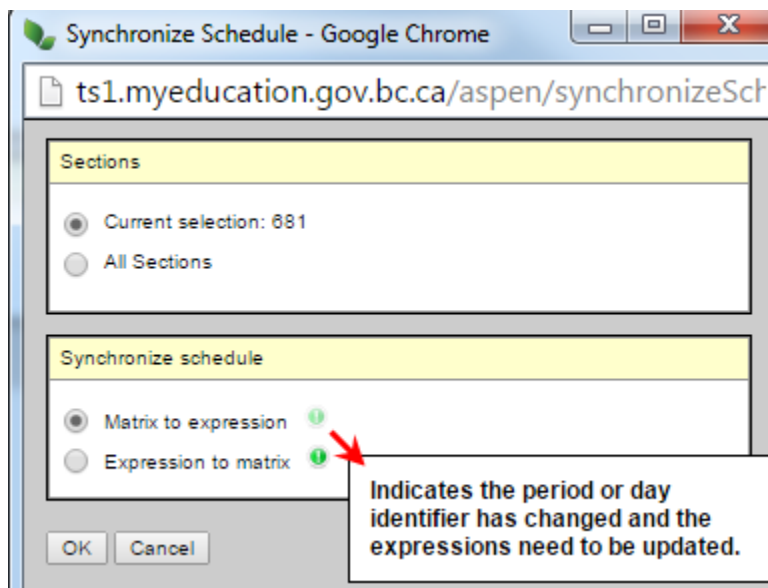 Synchronize Schedule - Google Chrome
ts1.myeducation.gov.bc.ca/aspen/synchronizeSch
Sections
Current selection: 681
All Sections
Synchronize schedule
Matrix to expression
Expression to matrix
Indicates the period or day
identifier has changed and the
expressions need to be updated.
OK Cancel